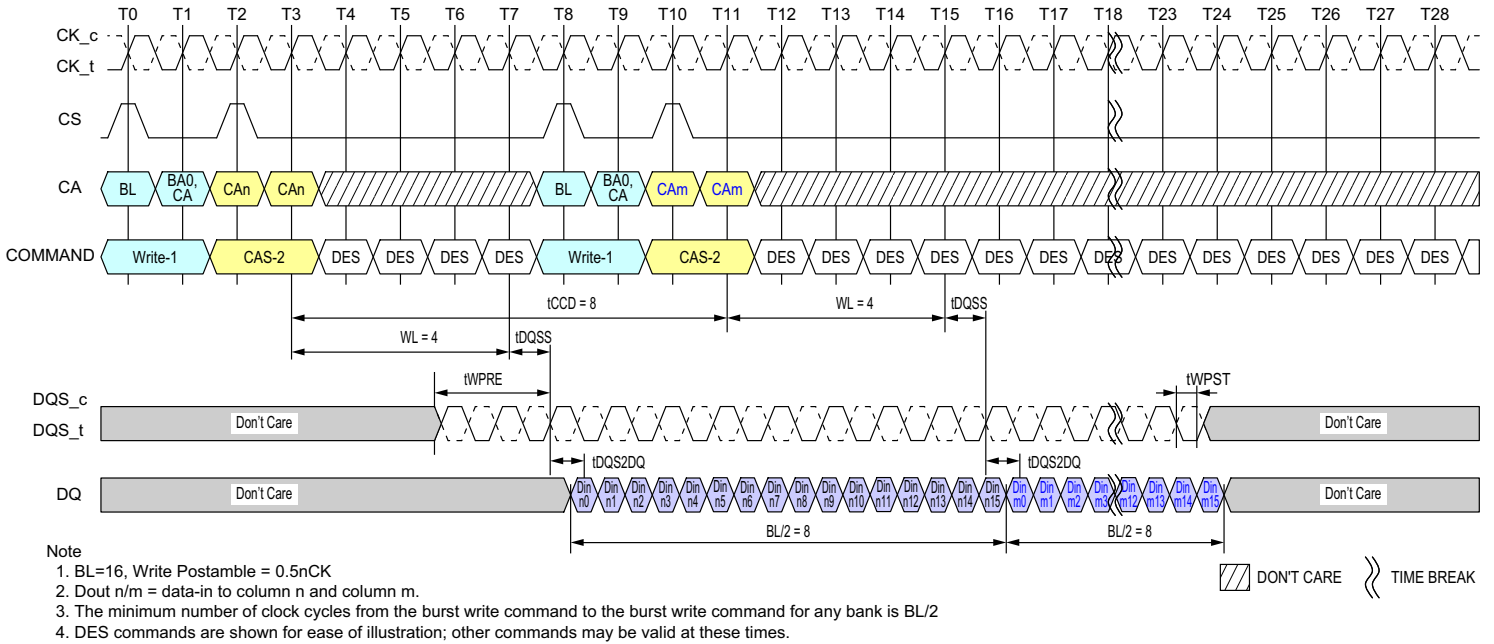 T0 T1 T2 T3 T4 T5 T6 T7 T8 T9 T10 T11 T12 T13 T14 T15 T16 T17 T18 T23 T24 T25 T26 T27 T28
CK_c
CK_t
CS
CA BL BA0, CA CAn CAn BL BA0, CA CAm CAm
COMMAND Write-1 CAS-2 DES DES DES DES Write-1 CAS-2 DES DES DES DES DES DES DES DES DES DES DES DES DES
tCCD = 8 WL = 4 tDQSS
WL = 4 tDQSS
tWPRE tWPST
DQS_c
DQS_t
Don't Care Don't Care
tDQS2DQ tDQS2DQ
DQ Don't Care Din n0 Din n1 Din n2 Din n3 Din n4 Din n5 Din n6 Din n7 Din n8 Din n9 Din n10 Din n11 Din n12 Din n13 Din n14 Din n15 Din m0 Din m1 Din m2 Din m3 Din m12 Din m13 Din m14 Din m15 Don't Care
BL/2 = 8 BL/2 = 8
Note
1. BL=16, Write Postamble = 0.5nCK
2. Dout n/m = data-in to column n and column m.
3. The minimum number of clock cycles from the burst write command to the burst write command for any bank is BL/2
4. DES commands are shown for ease of illustration; other commands may be valid at these times.
DON'T CARE TIME BREAK